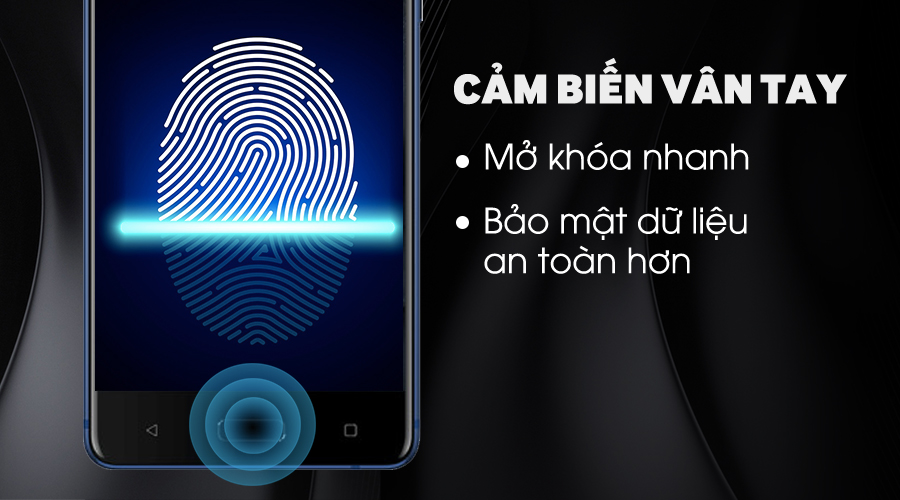 CẢM BIẾN VÂN TAY
• Mở khóa nhanh
• Bảo mật dữ liệu
an toàn hơn